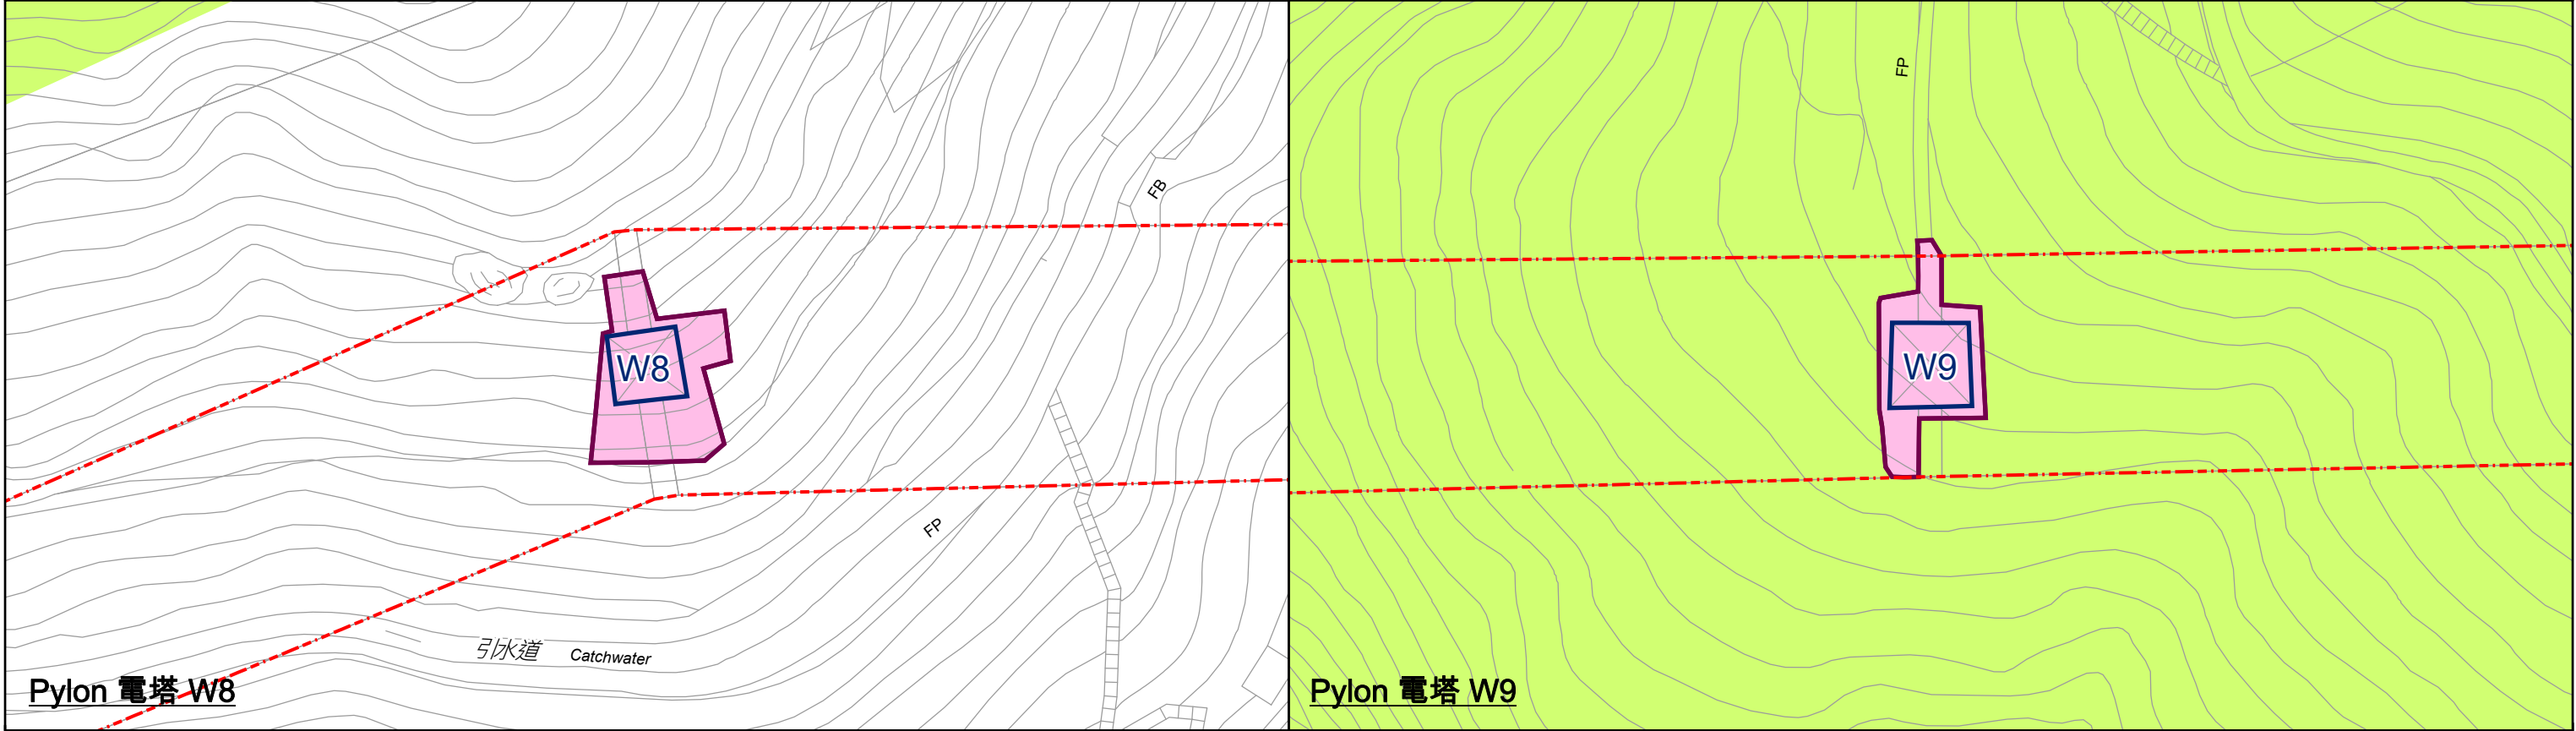 FB
W8
FP
引水道 Catchwater
Pylon 電塔 W8
FP
W9
Pylon 電塔 W9